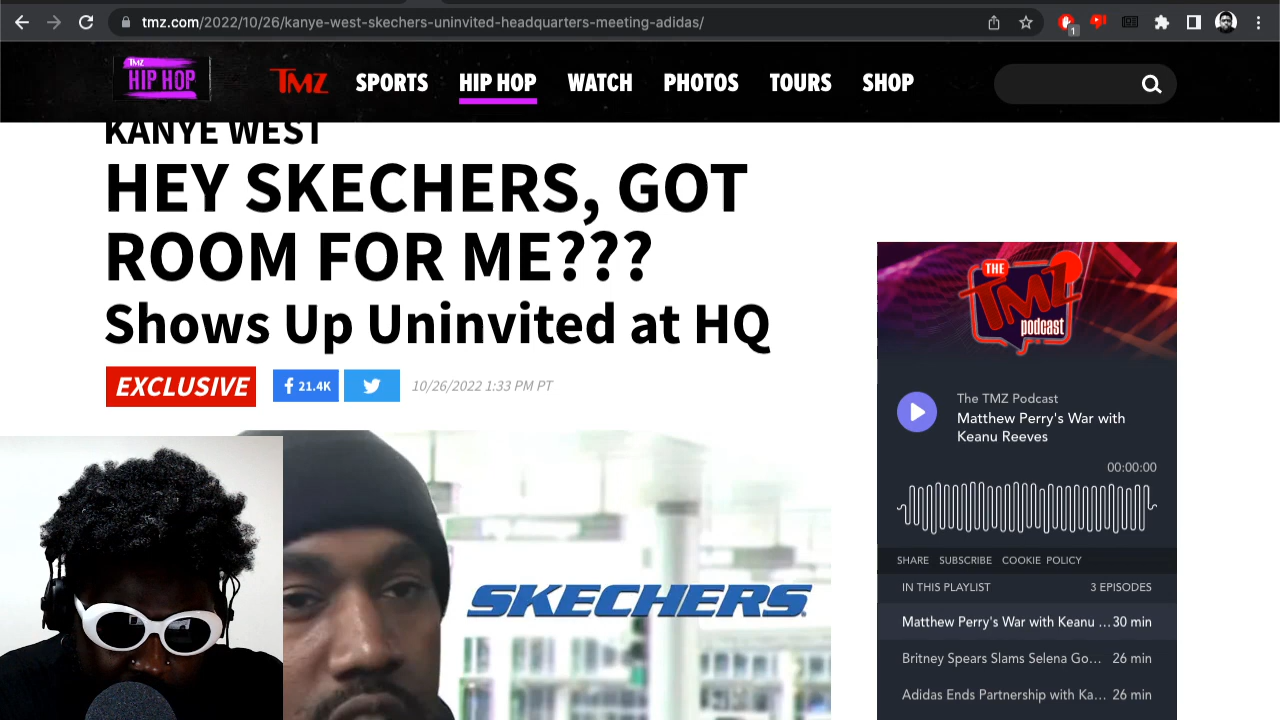 tmz.com/2022/10/26/kanye-west-skechers-uninvited-headquarters-meeting-adidas/
1
TMZ
HIP HOP
TMZ SPORTS HIP HOP WATCH PHOTOS TOURS SHOP
KANYE WEST
HEY SKECHERS, GOT
ROOM FOR ME???
Shows Up Uninvited at HQ
EXCLUSIVE
21.4K
10/26/2022 1:33 PM PT
SKECHERS
THE
TMZ
podcast
The TMZ Podcast
Matthew Perry's War with
Keanu Reeves
00:00:00
SHARE SUBSCRIBE COOKIE POLICY
IN THIS PLAYLIST 3 EPISODES
Matthew Perry's War with Keanu ... 30 min
Britney Spears Slams Selena Go... 26 min
Adidas Ends Partnership with Ka... 26 min